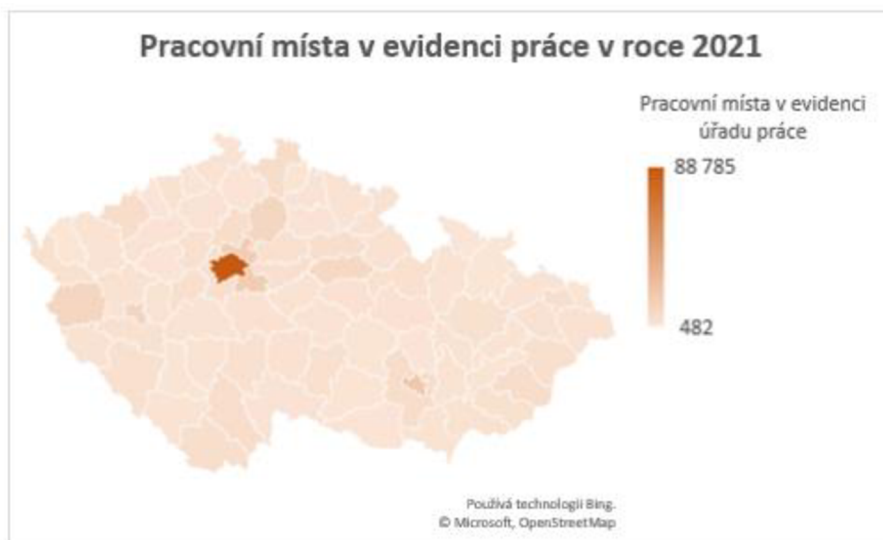 Pracovní místa v evidenci práce v roce 2021
Pracovní místa v evidenci
úřadu práce
88 785
482
Používá technologii Bing.
© Microsoft, OpenStreetMap